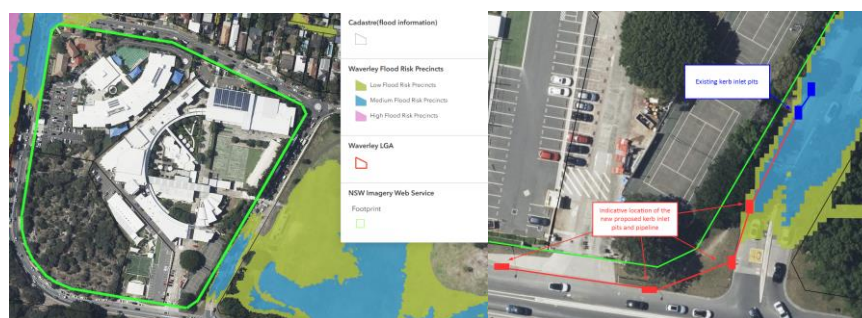 Cadastre(flood information)
Waverley Flood Risk Precincts
Low Flood Risk Precincts
Medium Flood Risk Precincts
High Flood Risk Precincts
Waverley LGA
NSW Imagery Web Service
Footprint
Existing kerb inlet pits
Indicative location of the
new proposed kerb inlet
pits and pipeline